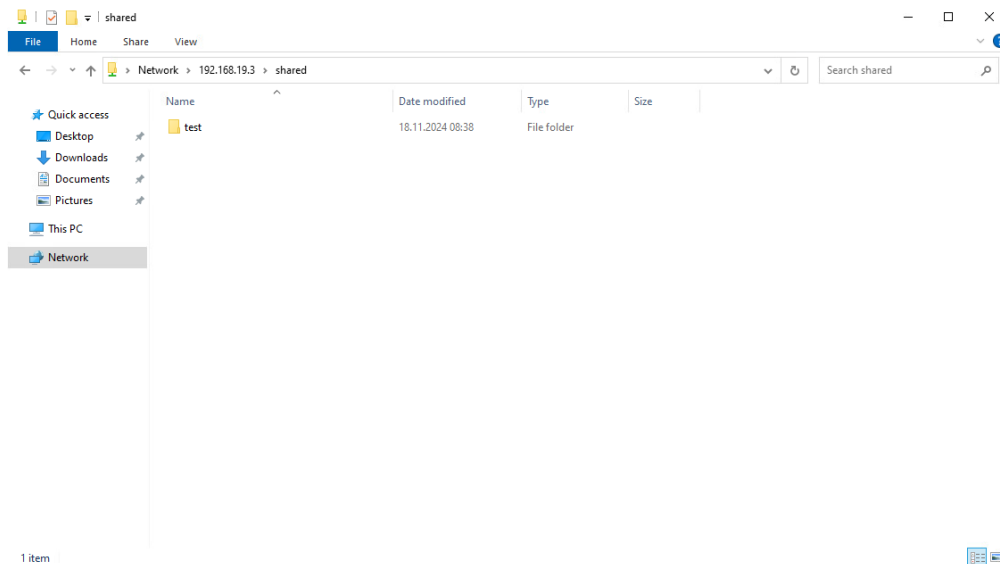 shared
File Home Share View
Network 192.168.19.3 shared
Search shared
Name Date modified Type Size
test 18.11.2024 08:38 File folder
Quick access
Desktop
Downloads
Documents
Pictures
This PC
Network
1 item